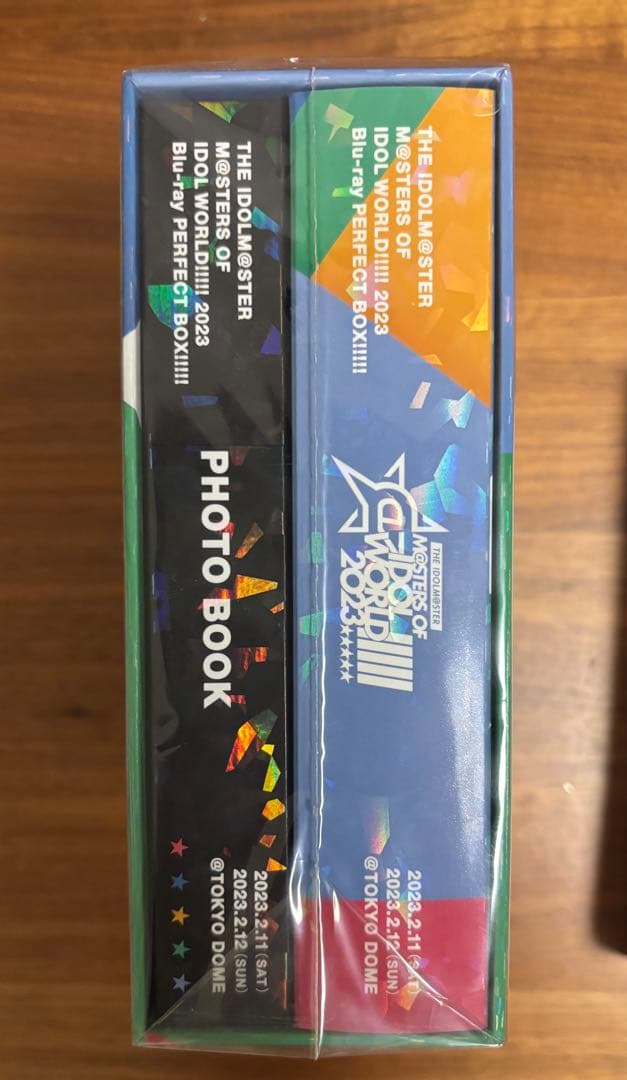 THE IDOLM@STER
M@STERS OF
IDOL WORLD!!!!! 2023
Blu-ray PERFECT BOX!!!!!
THE IDOLM@STER
M@STERS OF
IDOL WORLD!!!!!
2023★★★★★
2023.2.11(SAT)
2023.2.12(SUN)
@TOKYO DOME
THE IDOLM@STER
M@STERS OF
IDOL WORLD!!!!! 2023
Blu-ray PERFECT BOX!!!!!
PHOTO BOOK
2023.2.11(SAT)
2023.2.12(SUN)
@TOKYO DOME